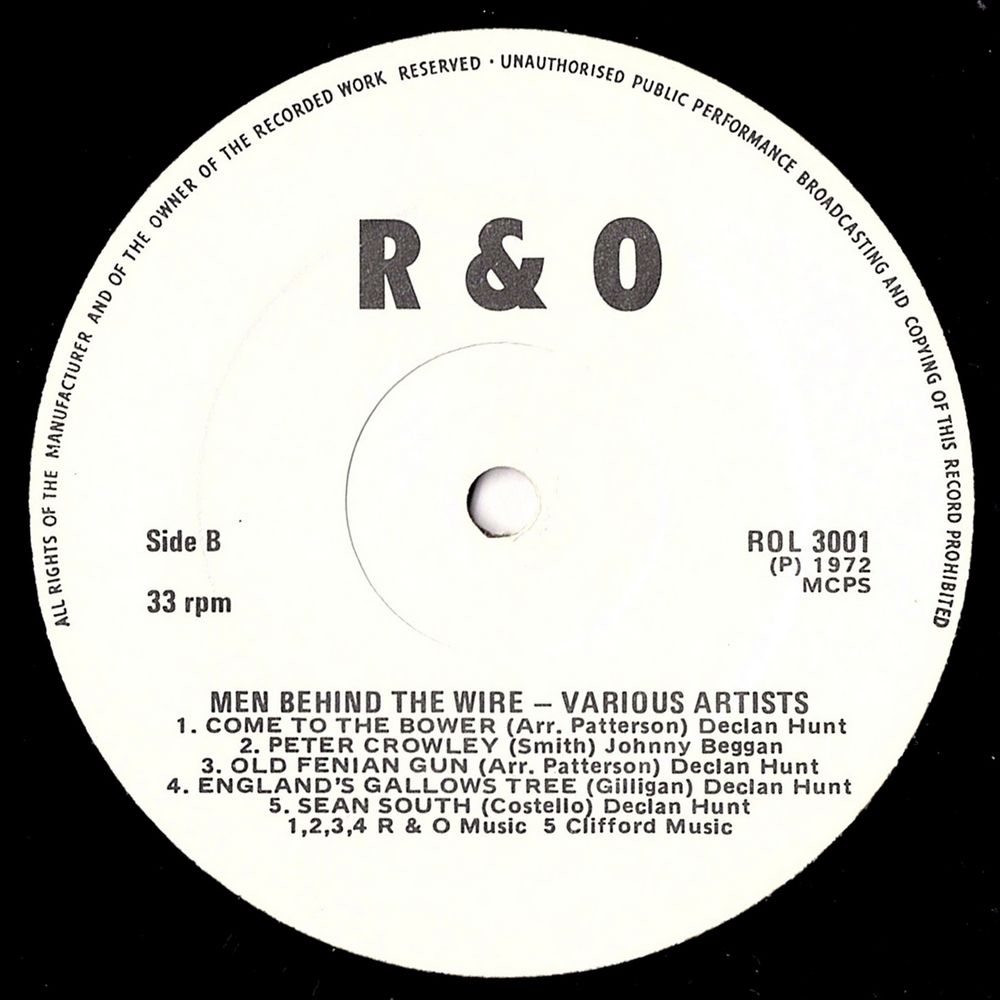 ALL RIGHTS OF THE MANUFACTURER AND OF THE OWNER OF THE RECORDED WORK RESERVED · UNAUTHORISED PUBLIC PERFORMANCE BROADCASTING AND COPYING OF THIS RECORD PROHIBITED
R & O
Side B
33 rpm
ROL 3001
(P) 1972
MCPS
MEN BEHIND THE WIRE – VARIOUS ARTISTS
1. COME TO THE BOWER (Arr. Patterson) Declan Hunt
2. PETER CROWLEY (Smith) Johnny Beggan
3. OLD FENIAN GUN (Arr. Patterson) Declan Hunt
4. ENGLAND'S GALLOWS TREE (Gilligan) Declan Hunt
5. SEAN SOUTH (Costello) Declan Hunt
1,2,3,4 R & O Music 5 Clifford Music